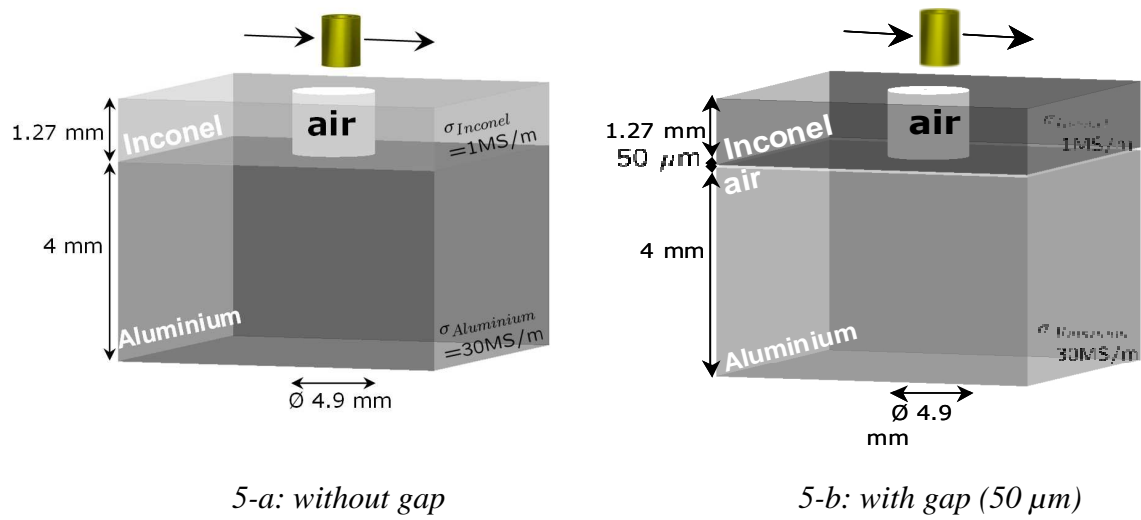 1.27 mm
Inconel
air
σInconel
=1MS/m
4 mm
Aluminium
σAluminium
=30MS/m
Ø 4.9 mm
5-a: without gap
1.27 mm
50 µm
Inconel
air
air
1MS/m
4 mm
Aluminium
σ
30MS/m
Ø 4.9
mm
5-b: with gap (50 µm)